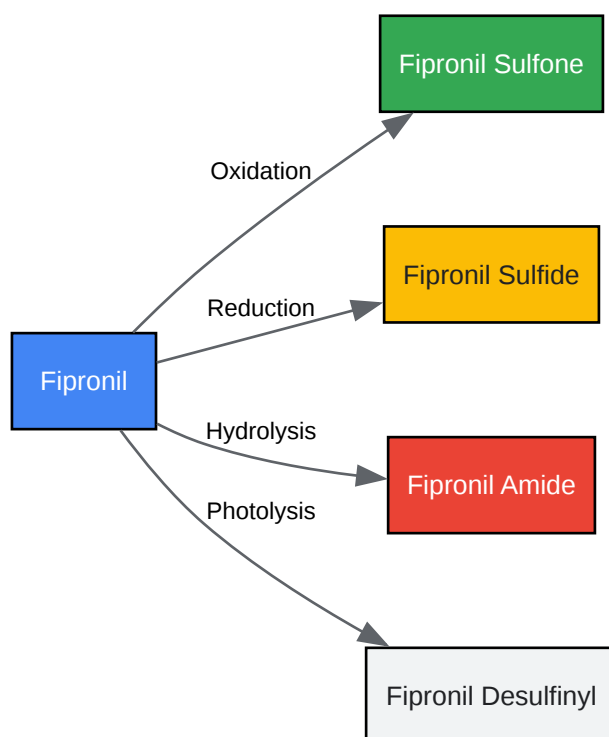 Fipronil Sulfone
Oxidation
Fipronil Sulfide
Reduction
Fipronil
Hydrolysis
Fipronil Amide
Photolysis
Fipronil Desulfinyl